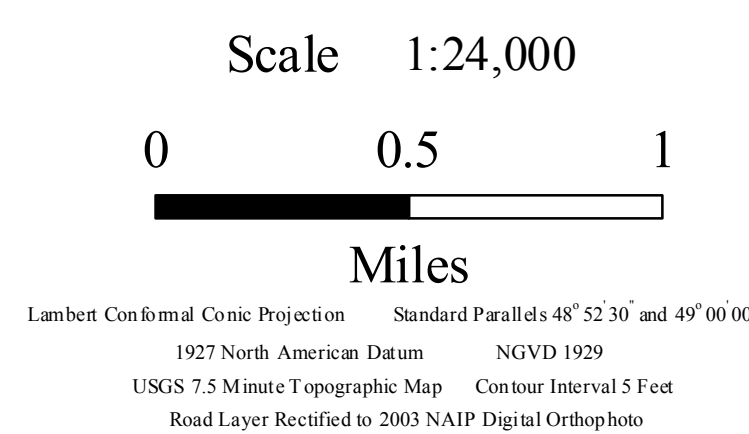 Scale 1:24,000
0 0.5 1
Miles
Lambert Conformal Conic Projection Standard Parallels 48° 52' 30" and 49° 00' 00
1927 North American Datum NGVD 1929
USGS 7.5 Minute Topographic Map Contour Interval 5 Feet
Road Layer Rectified to 2003 NAIP Digital Orthophoto